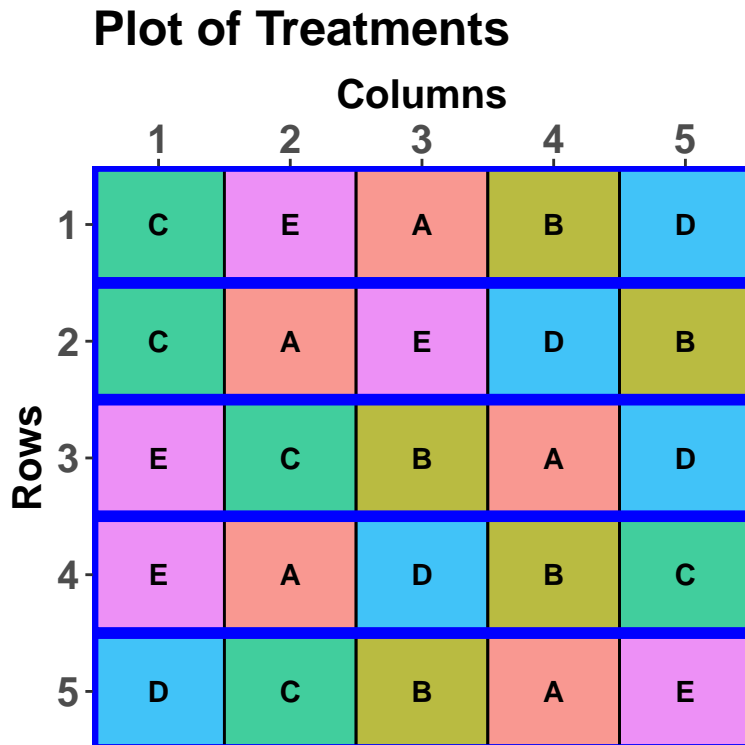 Plot of Treatments
Columns
1 2 3 4 5
Rows
1 C E A B D
2 C A E D B
3 E C B A D
4 E A D B C
5 D C B A E